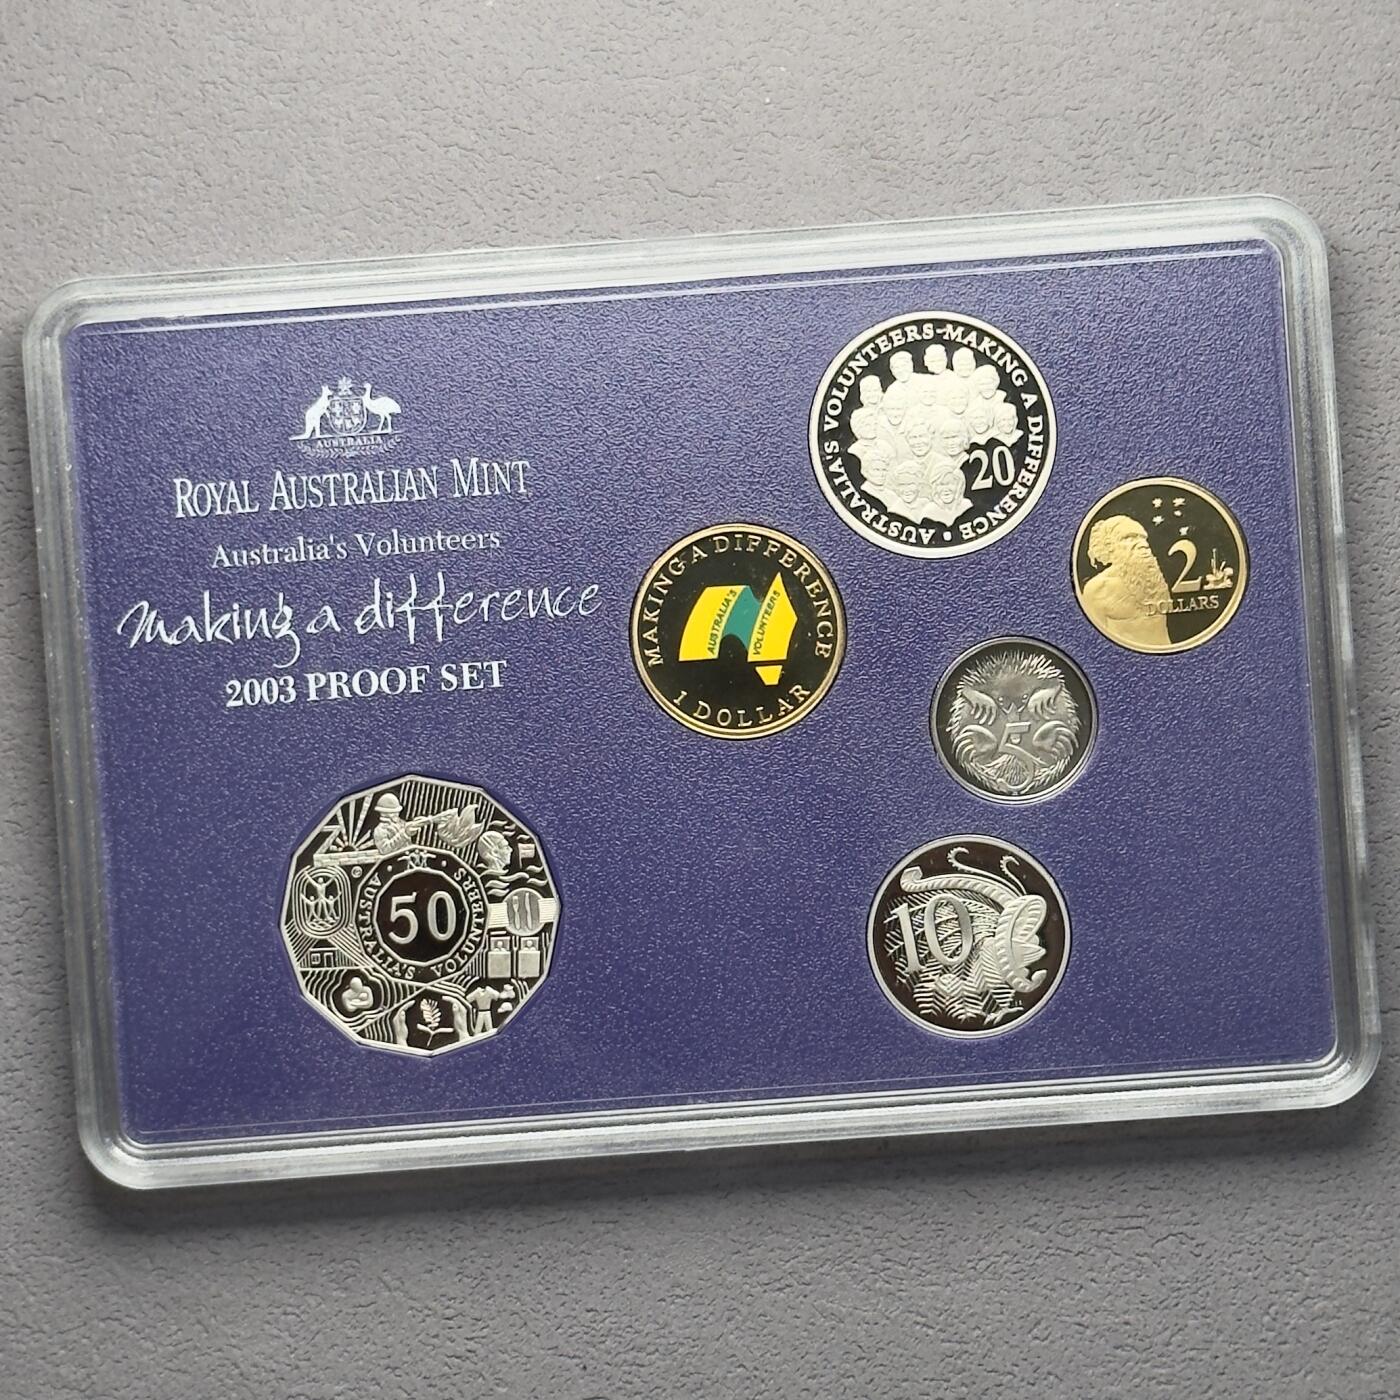 AUSTRALIA
ROYAL AUSTRALIAN MINT
Australia's Volunteers
making a difference
2003 PROOF SET
AUSTRALIA'S VOLUNTEERS-MAKING A DIFFERENCE
20
2
DOLLARS
MAKING A DIFFERENCE
AUSTRALIA'S
VOLUNTEERS
1 DOLLAR
5
50
AUSTRALIA'S VOLUNTEERS
10